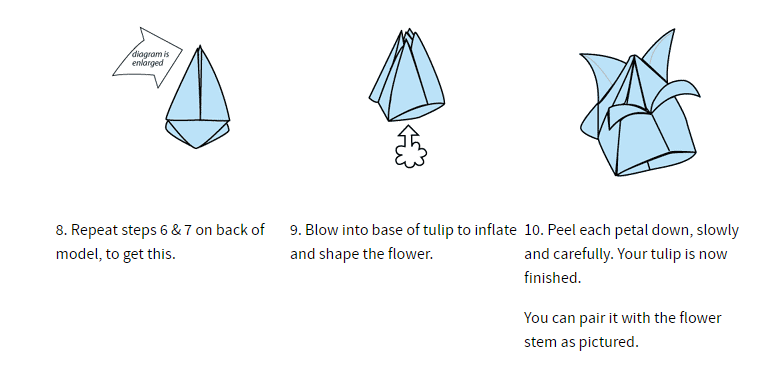 diagram is
enlarged
8. Repeat steps 6 & 7 on back of
model, to get this.
9. Blow into base of tulip to inflate
and shape the flower.
10. Peel each petal down, slowly
and carefully. Your tulip is now
finished.
You can pair it with the flower
stem as pictured.